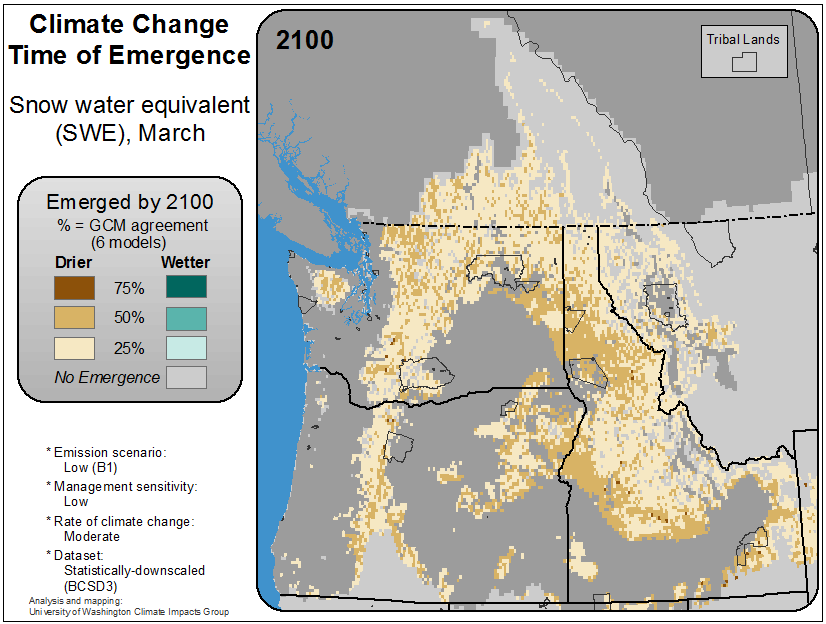 Climate Change
Time of Emergence
Snow water equivalent
(SWE), March
Emerged by 2100
% = GCM agreement
(6 models)
Drier Wetter
75%
50%
25%
No Emergence
* Emission scenario:
Low (B1)
* Management sensitivity:
Low
* Rate of climate change:
Moderate
* Dataset:
Statistically-downscaled
(BCSD3)
Analysis and mapping:
University of Washington Climate Impacts Group
2100
Tribal Lands